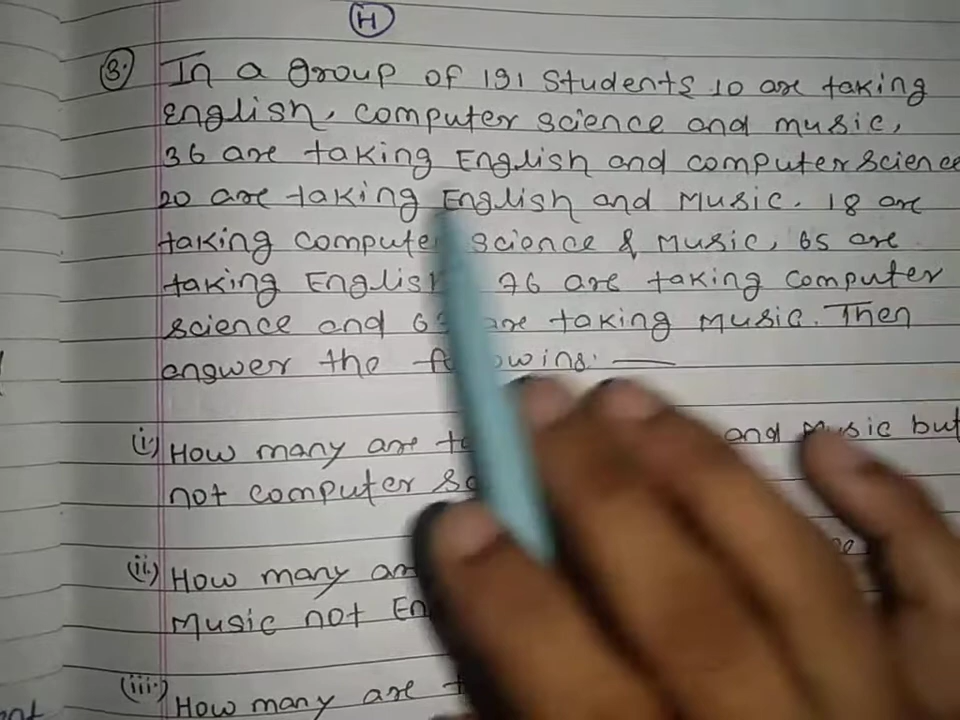 H
3. In a group of 191 students 10 are taking
english, computer science and music,
36 are taking English and computer science
20 are taking English and Music. 18 are
taking compute science & Music, 65 are
taking English 76 are taking computer
science and 6 are taking Music. Then
answer the owing:
(i) How many are and Music but
not computer
(ii) How many
Music not
(iii) How many are